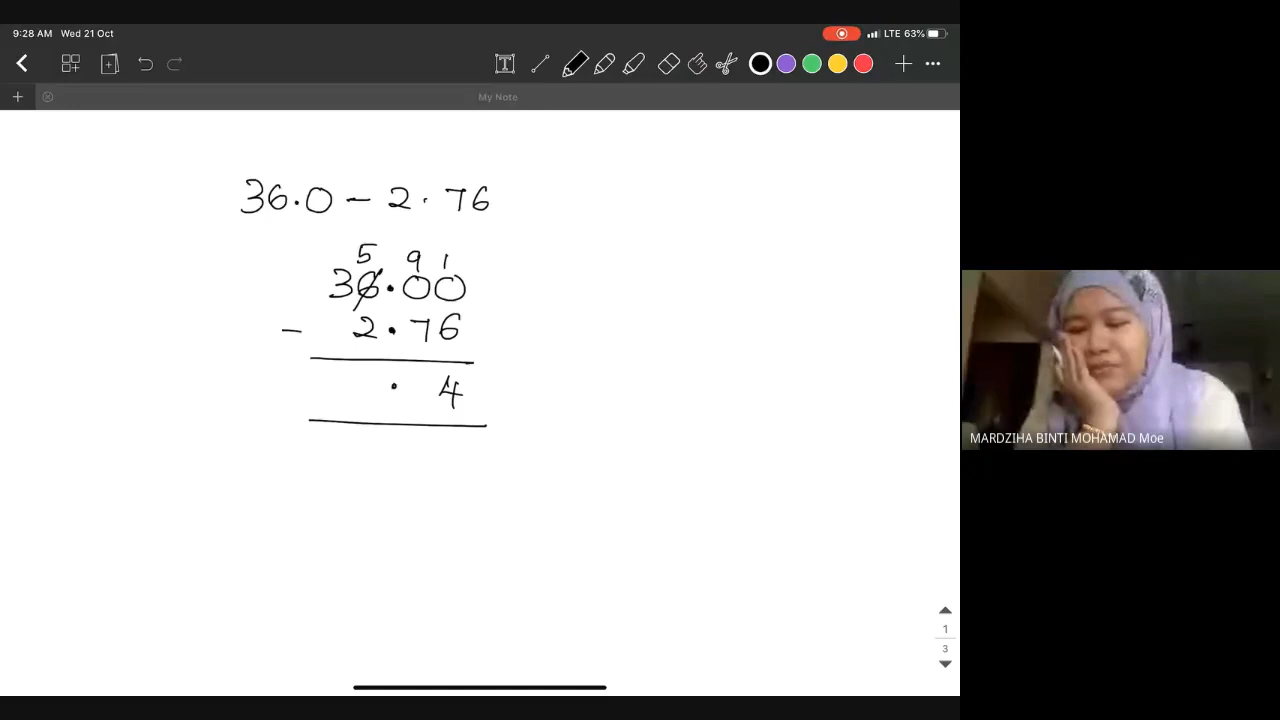 9:28 AM Wed 21 Oct
LTE 63%
My Note
36.0 - 2.76
5 9 1
36.00
- 2.76
. 4
MARDZIHA BINTI MOHAMAD Moe
1
3